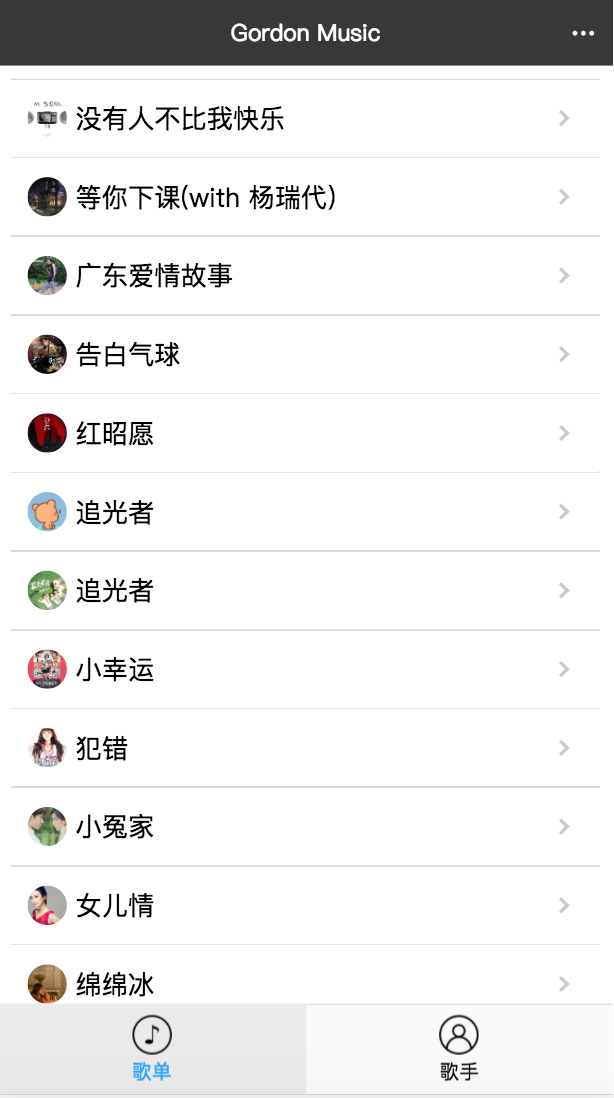 Gordon Music
没有人不比我快乐
等你下课(with 杨瑞代)
广东爱情故事
告白气球
红昭愿
追光者
追光者
小幸运
犯错
小冤家
女儿情
绵绵冰
歌单
歌手